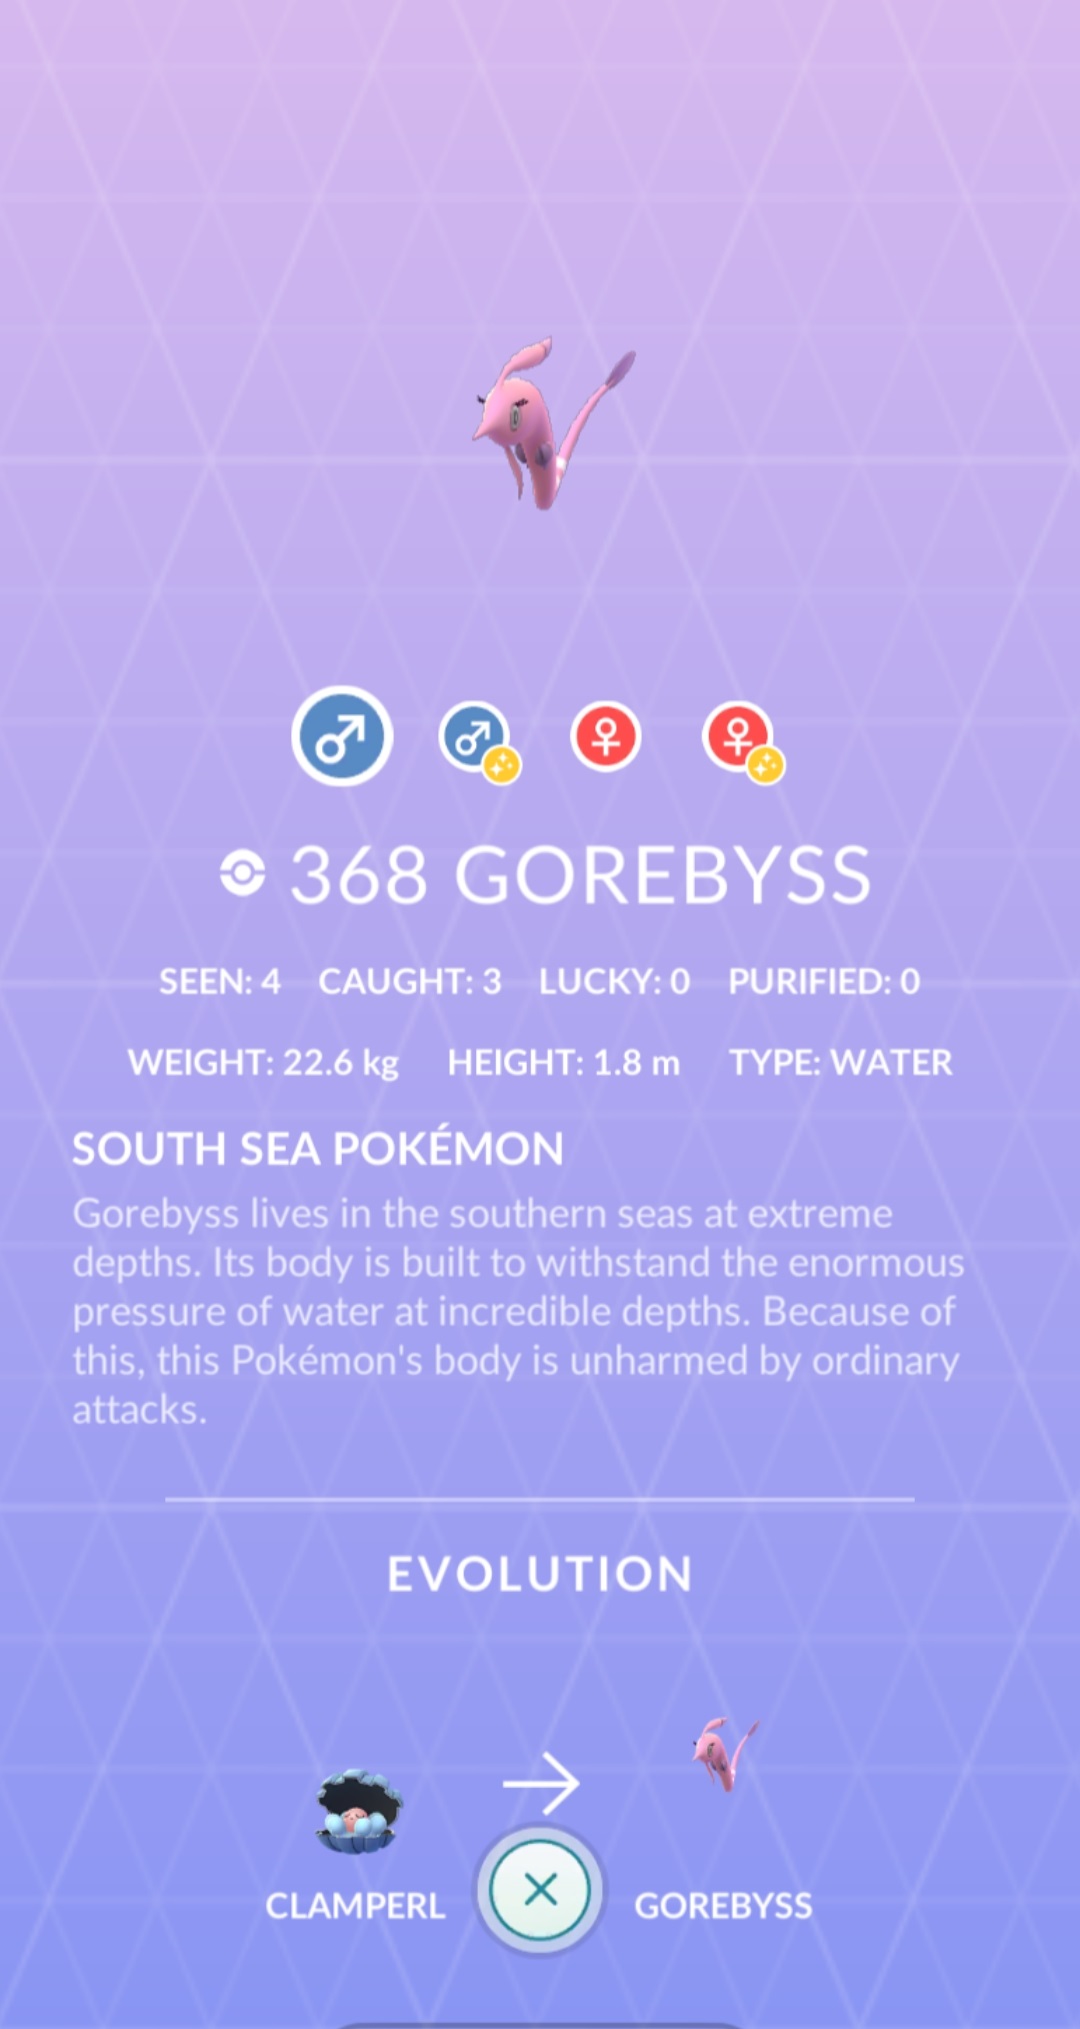 368 GOREBYSS
SEEN: 4 CAUGHT: 3 LUCKY: 0 PURIFIED: 0
WEIGHT: 22.6 kg HEIGHT: 1.8 m TYPE: WATER
SOUTH SEA POKÉMON
Gorebyss lives in the southern seas at extreme
depths. Its body is built to withstand the enormous
pressure of water at incredible depths. Because of
this, this Pokémon's body is unharmed by ordinary
attacks.
EVOLUTION
CLAMPERL GOREBYSS